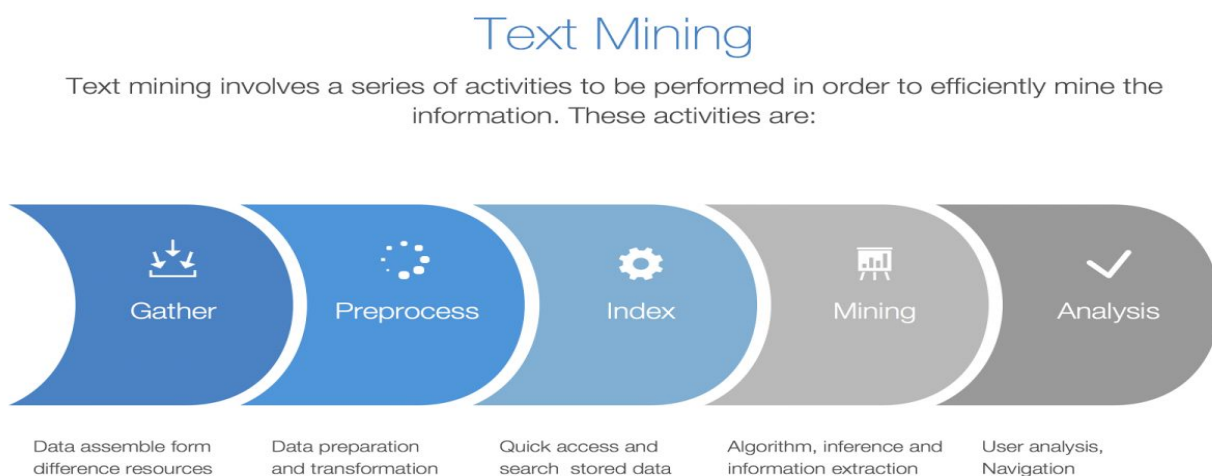 Text Mining
Text mining involves a series of activities to be performed in order to efficiently mine the
information. These activities are:
Gather
Preprocess
Index
Mining
Analysis
Data assemble form
difference resources
Data preparation
and transformation
Quick access and
search stored data
Algorithm, inference and
information extraction
User analysis,
Navigation